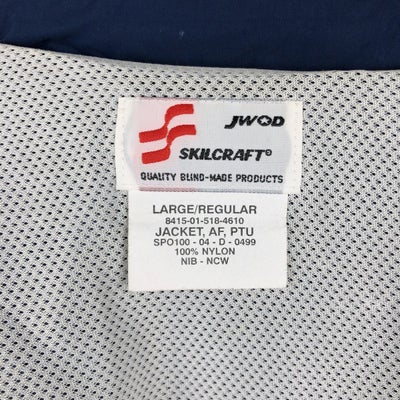 JWOD
SKILCRAFT®
QUALITY BLIND-MADE PRODUCTS
LARGE/REGULAR
8415-01-518-4610
JACKET, AF, PTU
SPO100 - 04 - D - 0499
100% NYLON
NIB - NCW